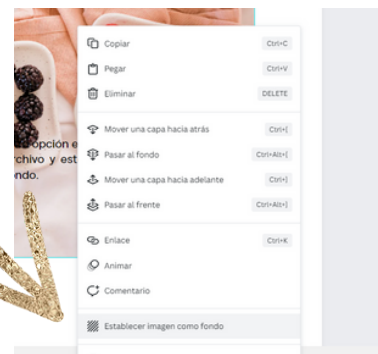 Copiar Ctrl+C
Pegar Ctrl+V
Eliminar DELETE
opción e
rchivo y est
ndo.
Mover una capa hacia atrás Ctrl+[
Pasar al fondo Ctrl+Alt+[
Mover una capa hacia adelante Ctrl+]
Pasar al frente Ctrl+Alt+]
Enlace Ctrl+K
Animar
Comentario
Establecer imagen como fondo